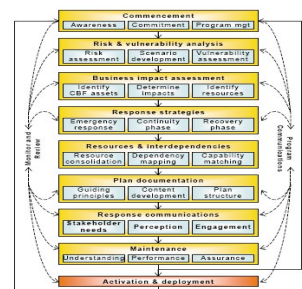 Commencement
Awareness Commitment Program mgt
Risk & vulnerability analysis
Risk assessment Scenario development Vulnerability assessment
Business impact assessment
Identify CBF assets Determine impacts Identify resources
Response strategies
Emergency response Continuity phase Recovery phase
Resources & interdependencies
Resource consolidation Dependency mapping Capability matching
Plan documentation
Guiding principles Content development Plan structure
Response communications
Stakeholder needs Perception Engagement
Maintenance
Understanding Performance Assurance
Activation & deployment
Monitor and Review
Program Communications